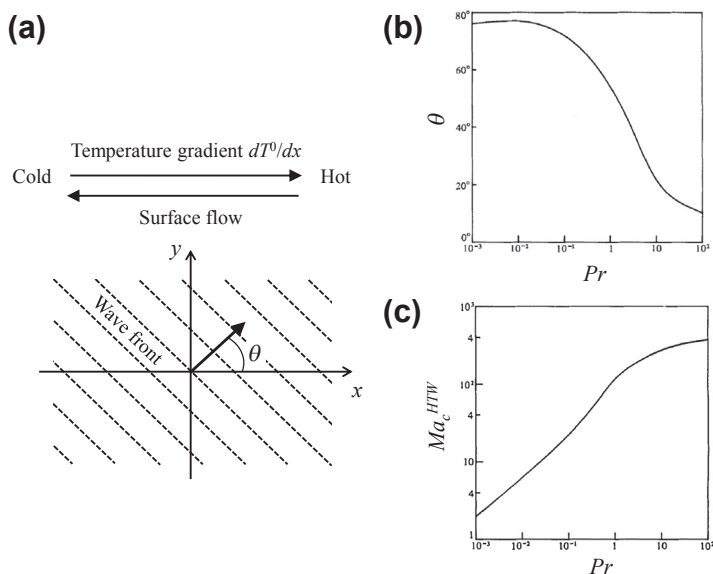 (a)
Temperature gradient dT⁰/dx
Cold
Hot
Surface flow
y
Wave front
θ
x
(b)
80°
60°
40°
20°
0°
θ
10⁻³ 10⁻² 10⁻¹ 1 10 10²
Pr
(c)
10³
4
10²
4
10
4
1
Ma_c^HTW
10⁻³ 10⁻² 10⁻¹ 1 10 10²
Pr